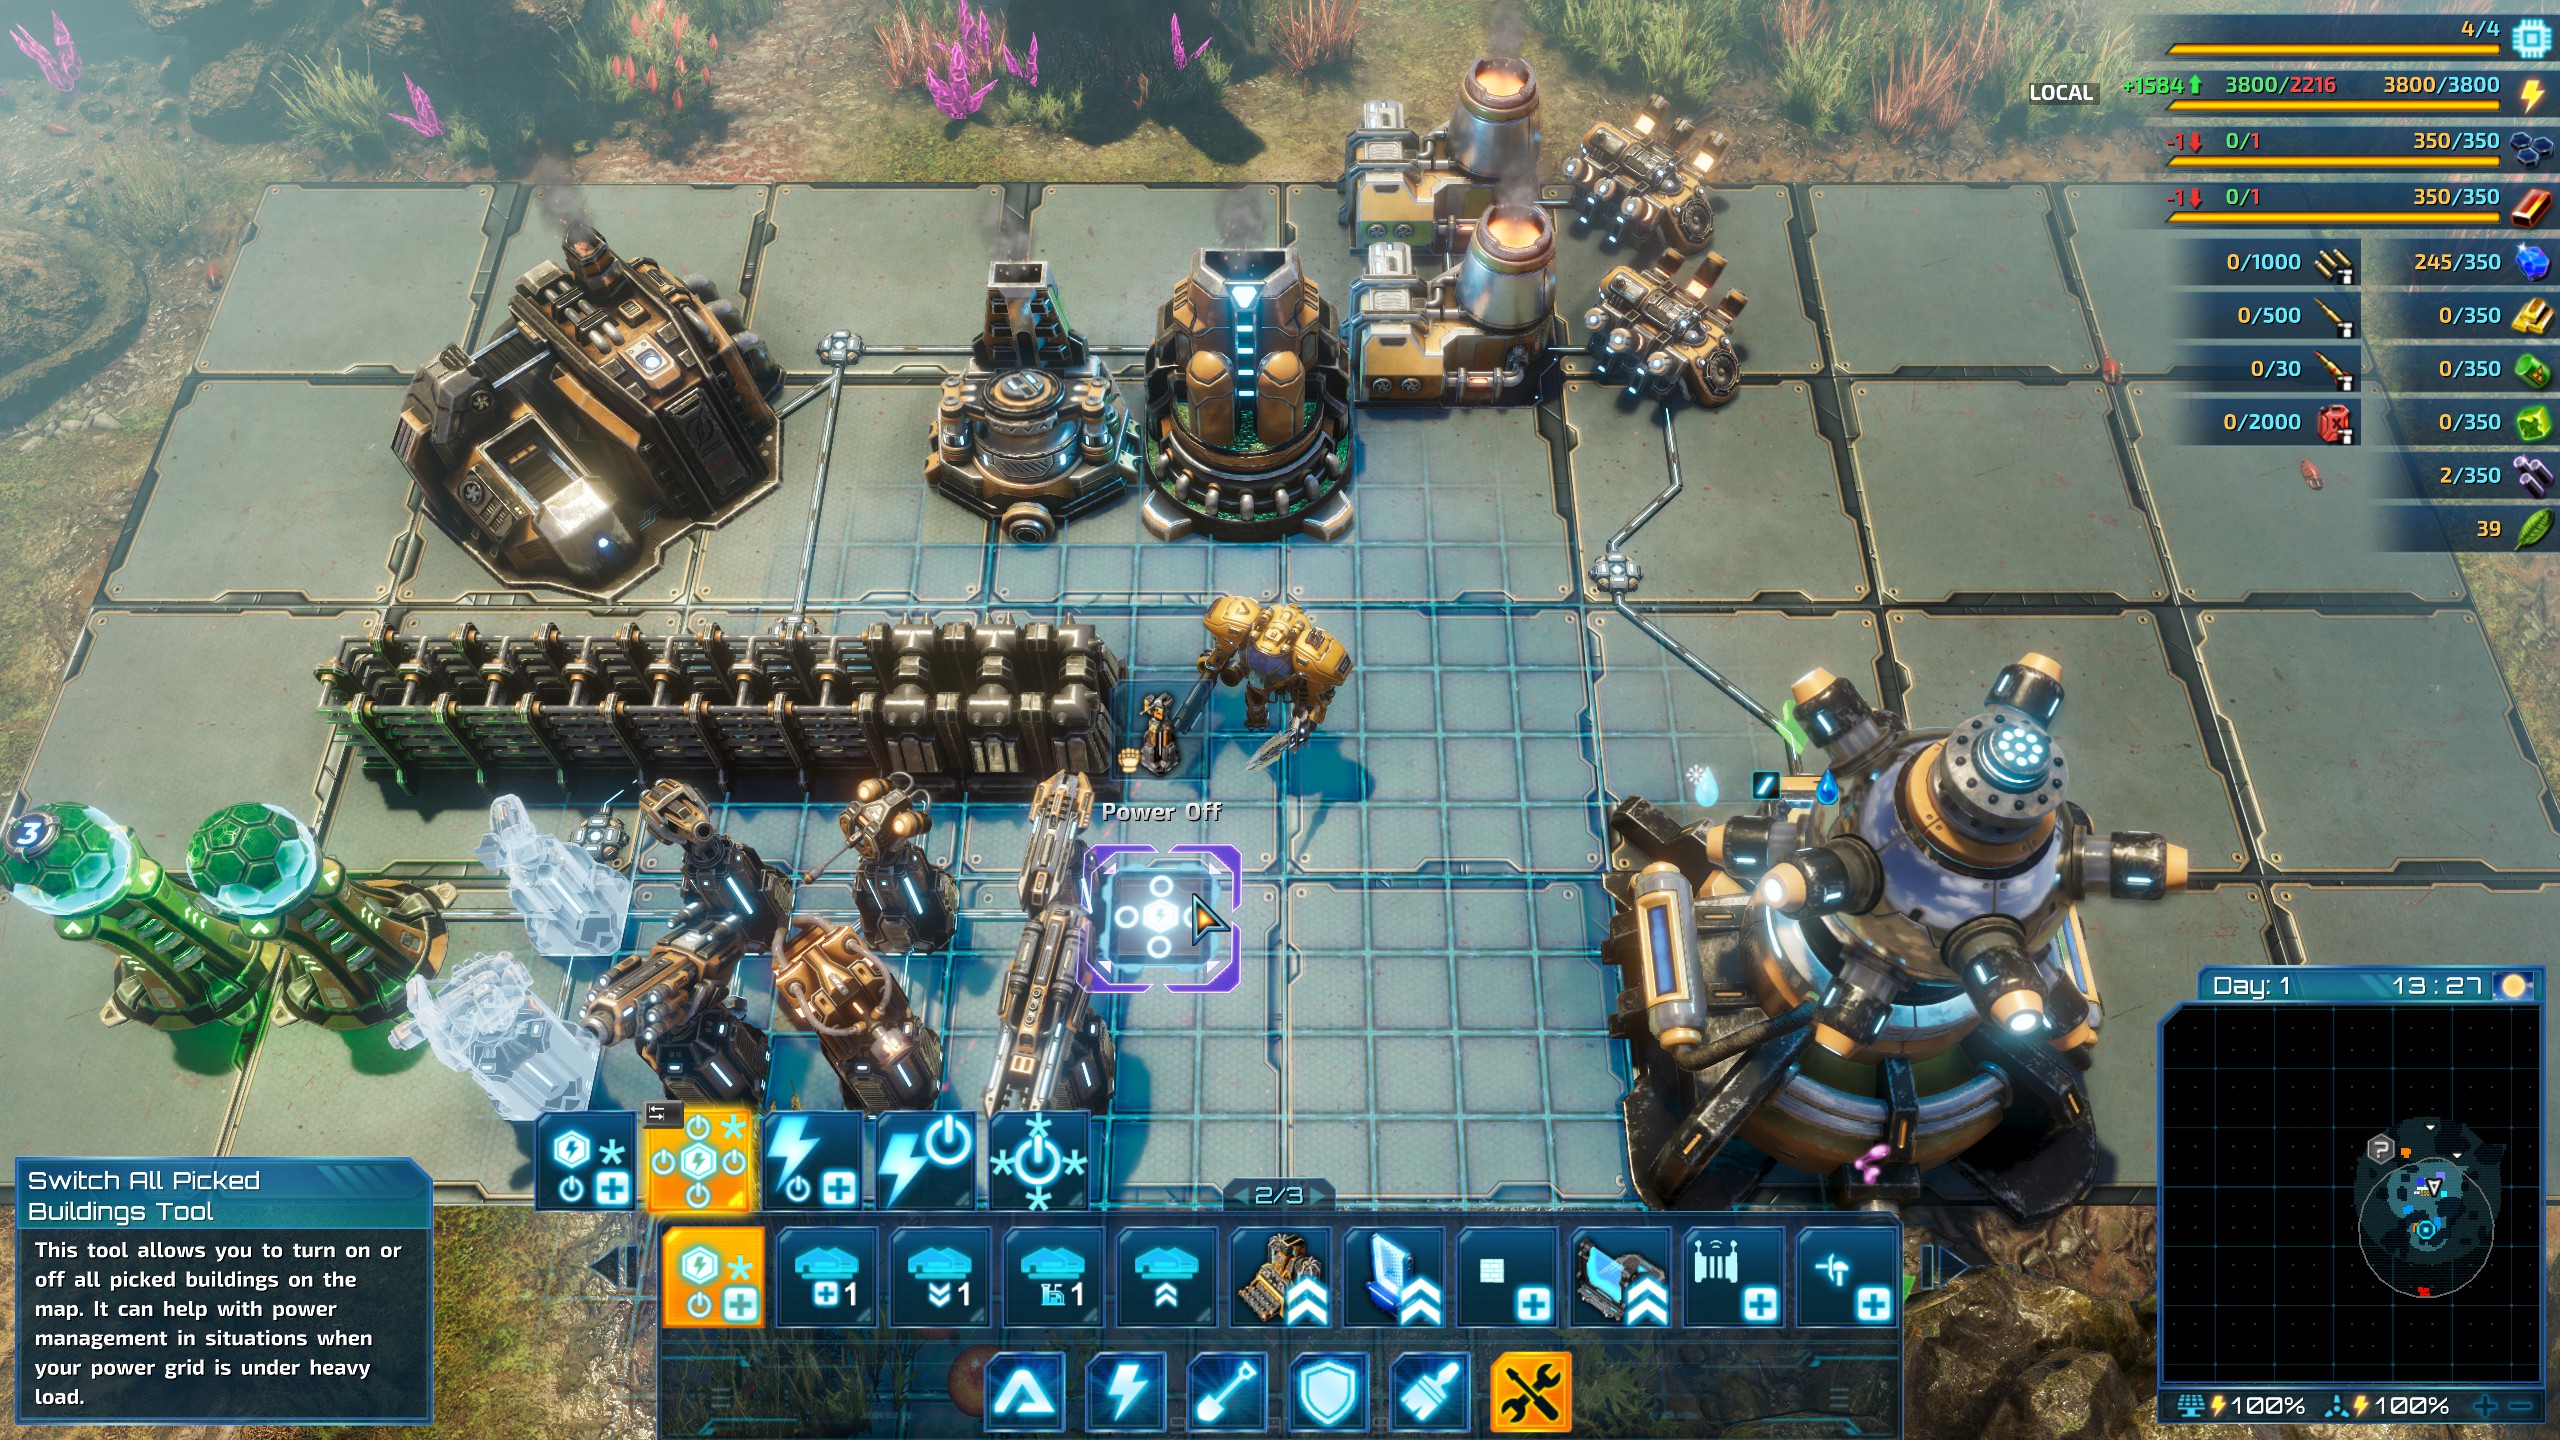 4/4
LOCAL +1584 3800/2216 3800/3800
-1 0/1 350/350
-1 0/1 350/350
0/1000 245/350
0/500 0/350
0/30 0/350
0/2000 0/350
2/350
39
3
Power Off
Day: 1 13:27
Switch All Picked
Buildings Tool
This tool allows you to turn on or
off all picked buildings on the
map. It can help with power
management in situations when
your power grid is under heavy
load.
2/3
1
1
1
?
100% 100%